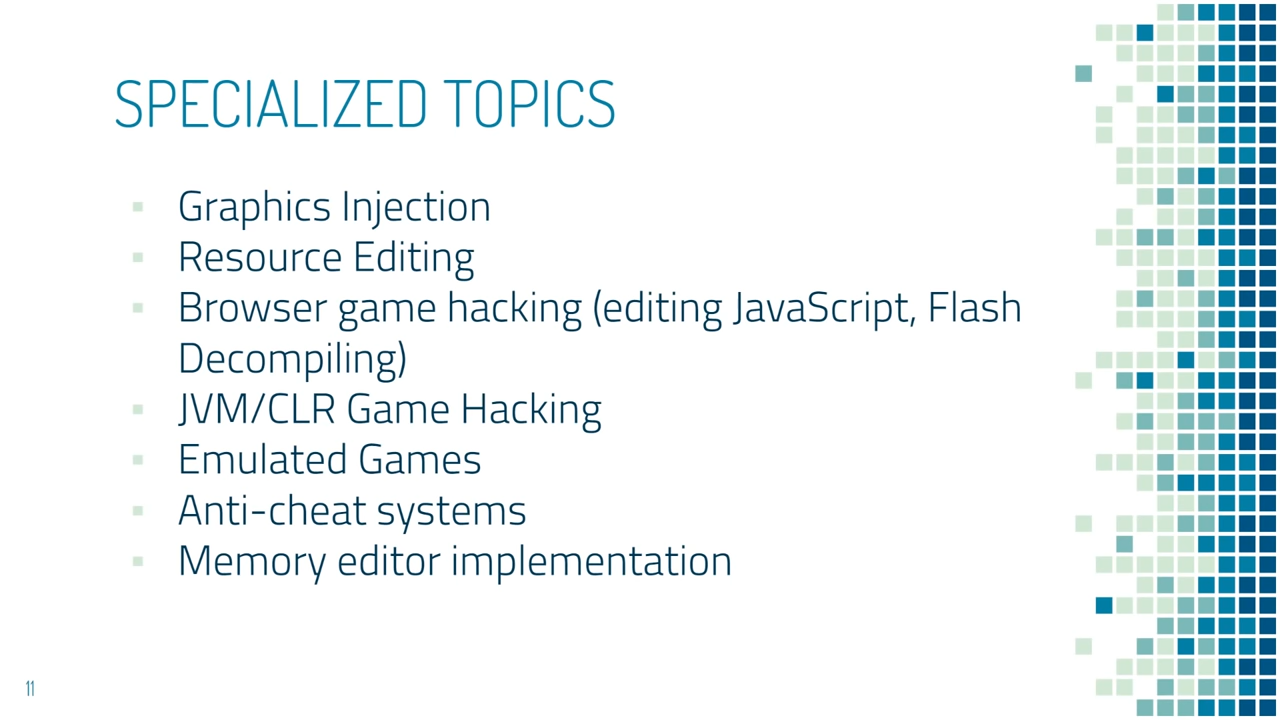 SPECIALIZED TOPICS
Graphics Injection
Resource Editing
Browser game hacking (editing JavaScript, Flash
Decompiling)
JVM/CLR Game Hacking
Emulated Games
Anti-cheat systems
Memory editor implementation
11